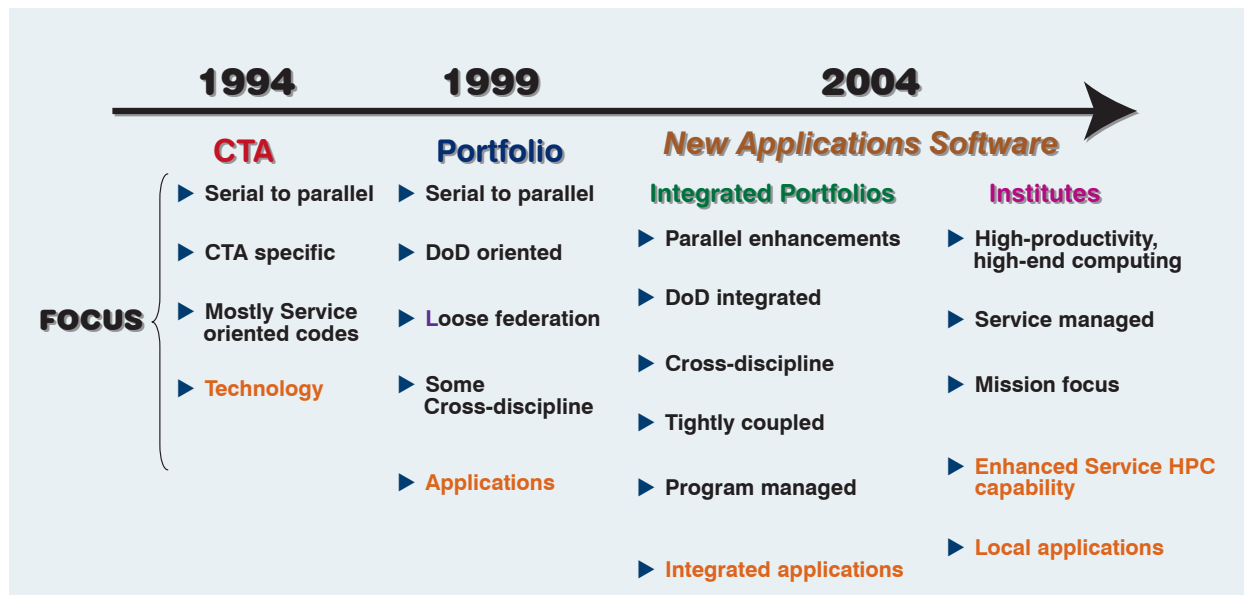 1994
1999
2004
CTA
Portfolio
New Applications Software
FOCUS
Serial to parallel
CTA specific
Mostly Service
oriented codes
Technology
Serial to parallel
DoD oriented
Loose federation
Some
Cross-discipline
Applications
Integrated Portfolios
Parallel enhancements
DoD integrated
Cross-discipline
Tightly coupled
Program managed
Integrated applications
Institutes
High-productivity,
high-end computing
Service managed
Mission focus
Enhanced Service HPC
capability
Local applications